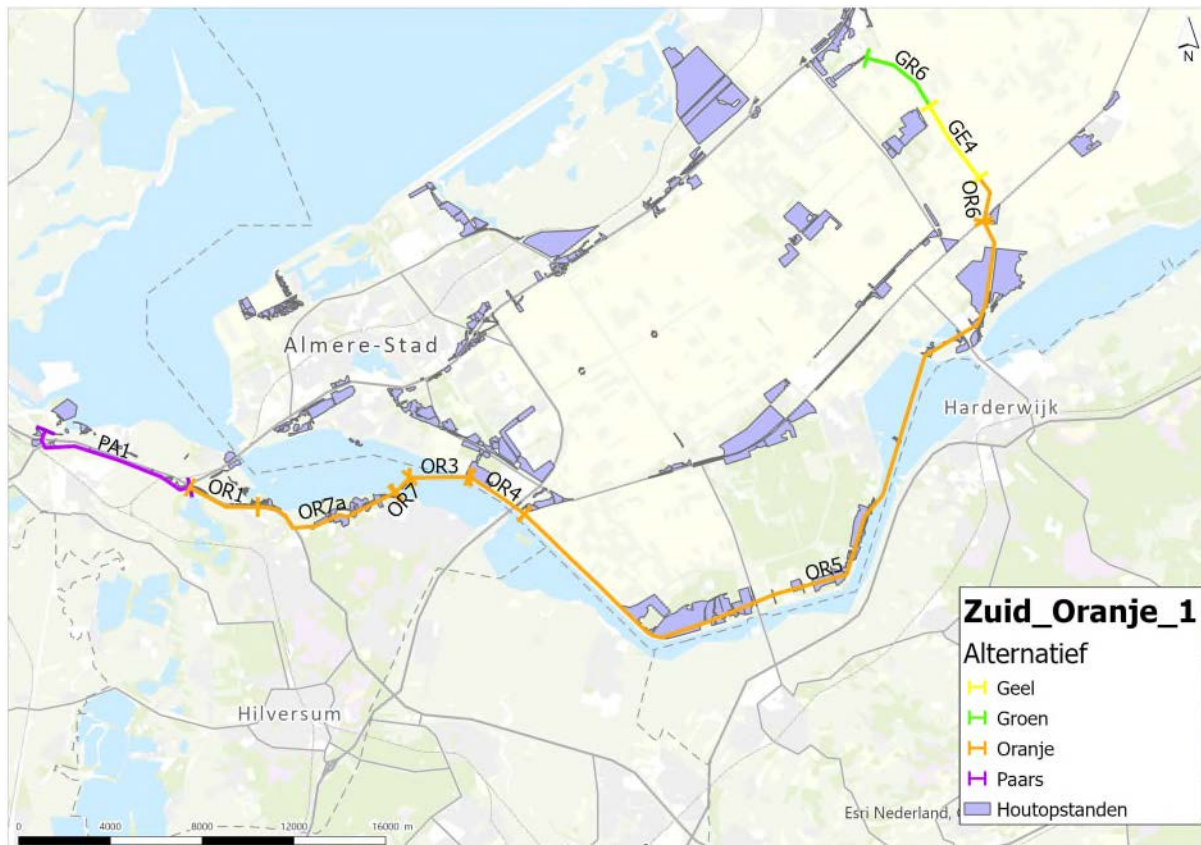 N
GR6
GE4
OR6
Almere-Stad
Harderwijk
PA1
OR1
OR7a
OR7
OR3
OR4
OR5
Hilversum
Zuid_Oranje_1
Alternatief
Geel
Groen
Oranje
Paars
Houtopstanden
Esri Nederland,
0 4000 8000 12000 16000 m